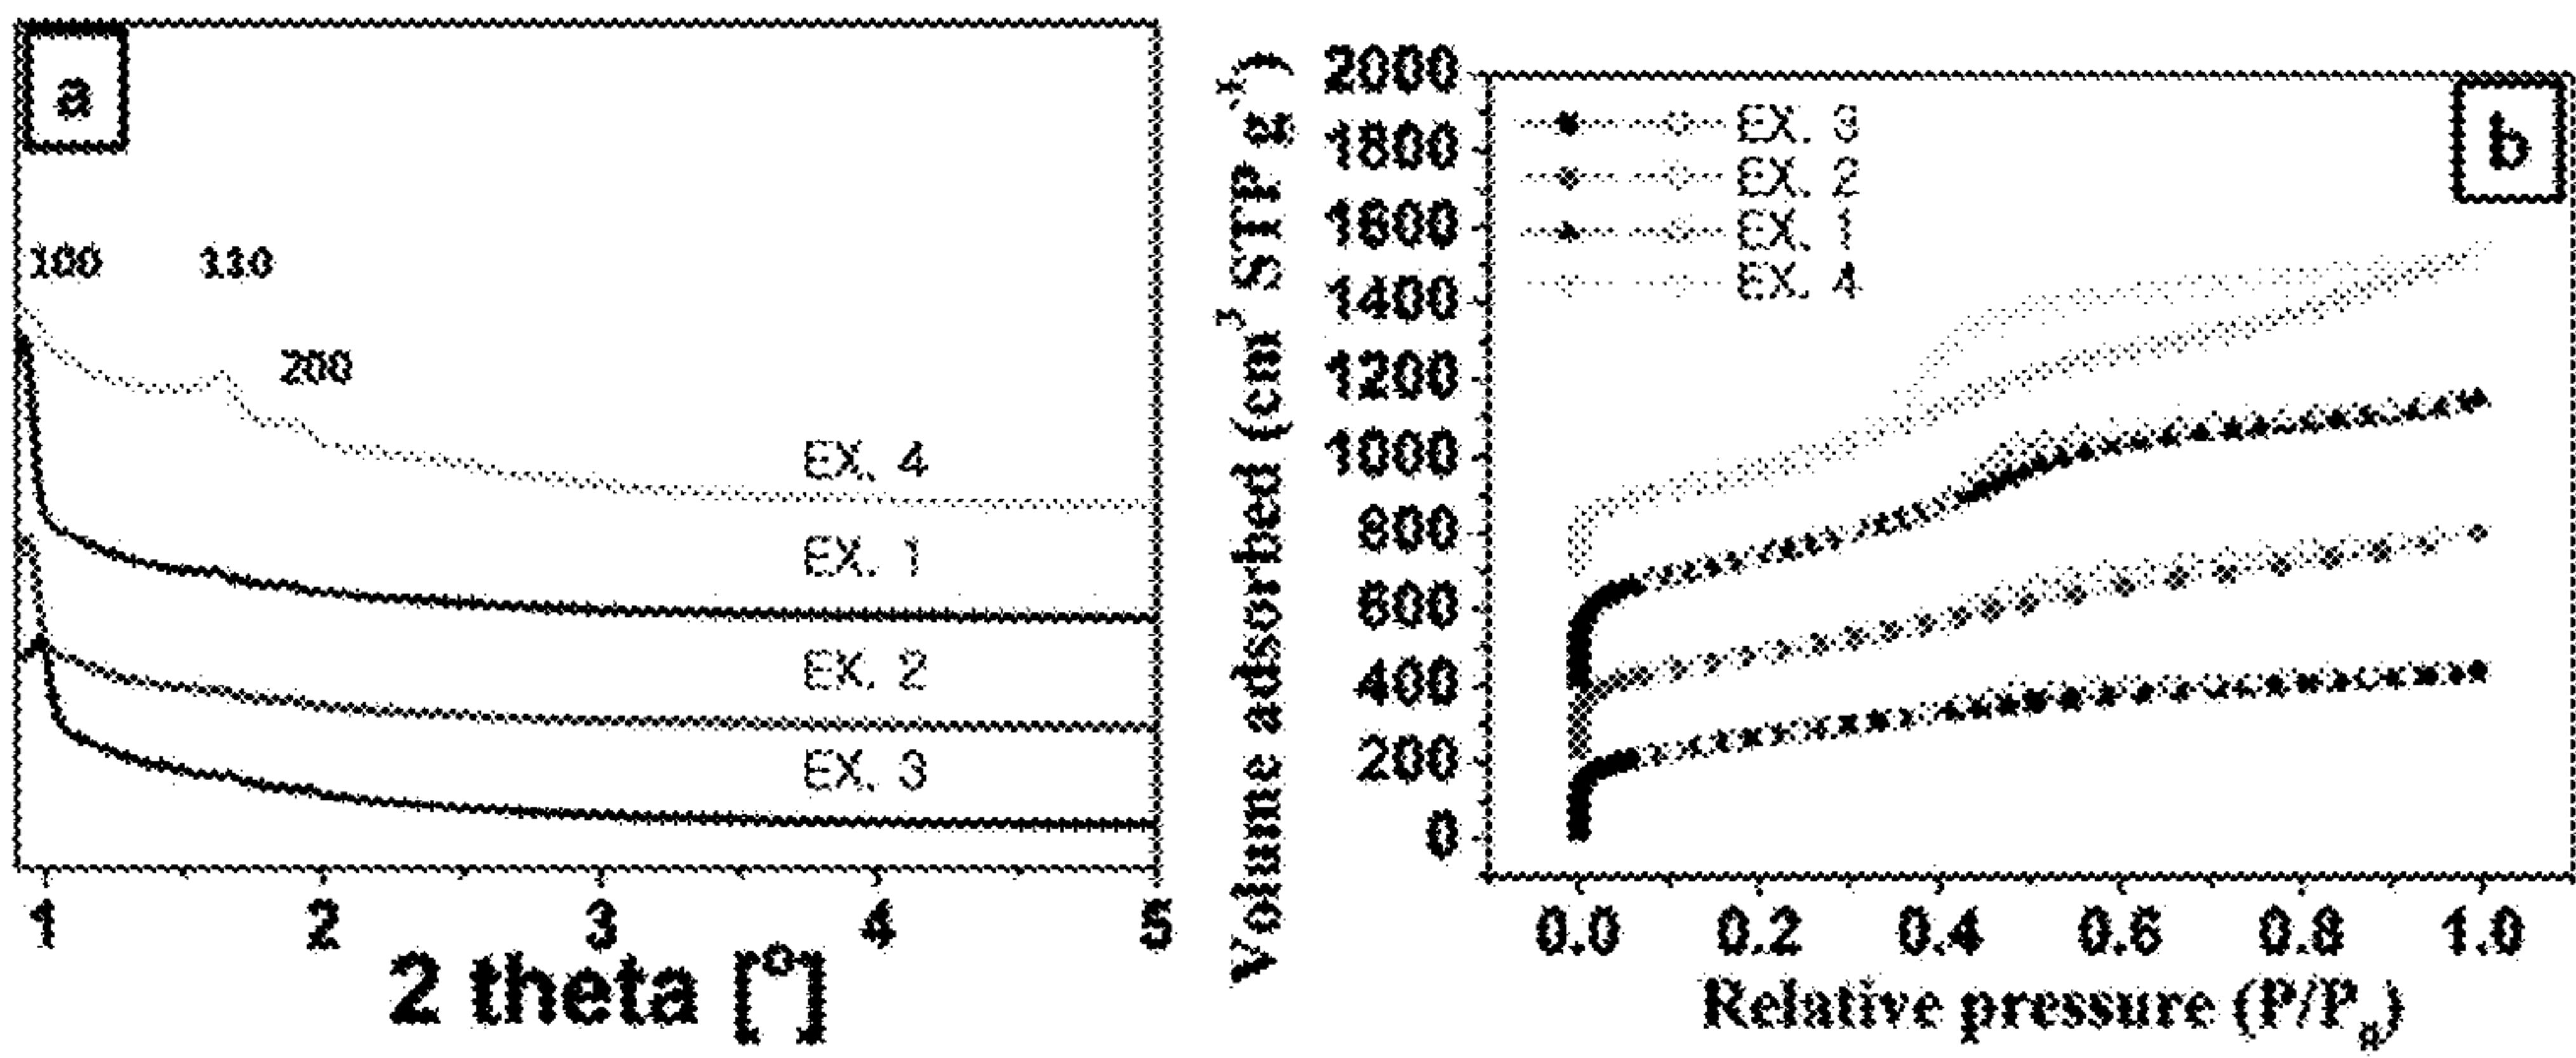 a
100
110
200
EX. 4
EX. 1
EX. 2
EX. 3
1 2 3 4 5
2 theta [°]
Volume adsorbed (cm³ STP g⁻¹)
2000
1800
1600
1400
1200
1000
800
600
400
200
0
EX. 3
EX. 2
EX. 1
EX. 4
b
0.0 0.2 0.4 0.6 0.8 1.0
Relative pressure (P/P₀)